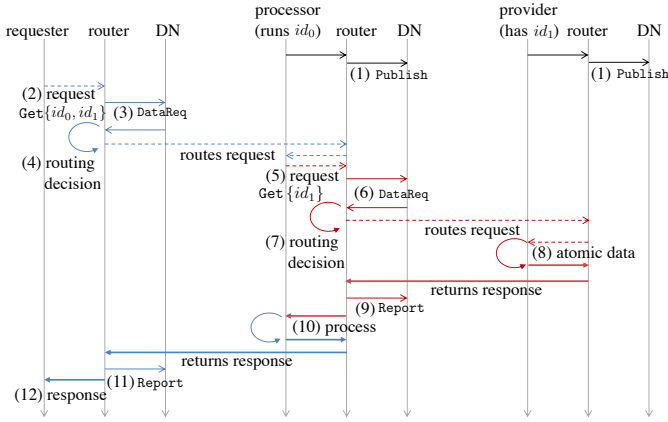 processor provider
requester router DN (runs id₀) router DN (has id₁) router DN
(1) Publish (1) Publish
(2) request
Get{id₀, id₁} (3) DataReq
routes request
(4) routing
decision
(5) request
Get{id₁} (6) DataReq
routes request
(7) routing
decision
(8) atomic data
returns response
(9) Report
(10) process
returns response
(11) Report
(12) response